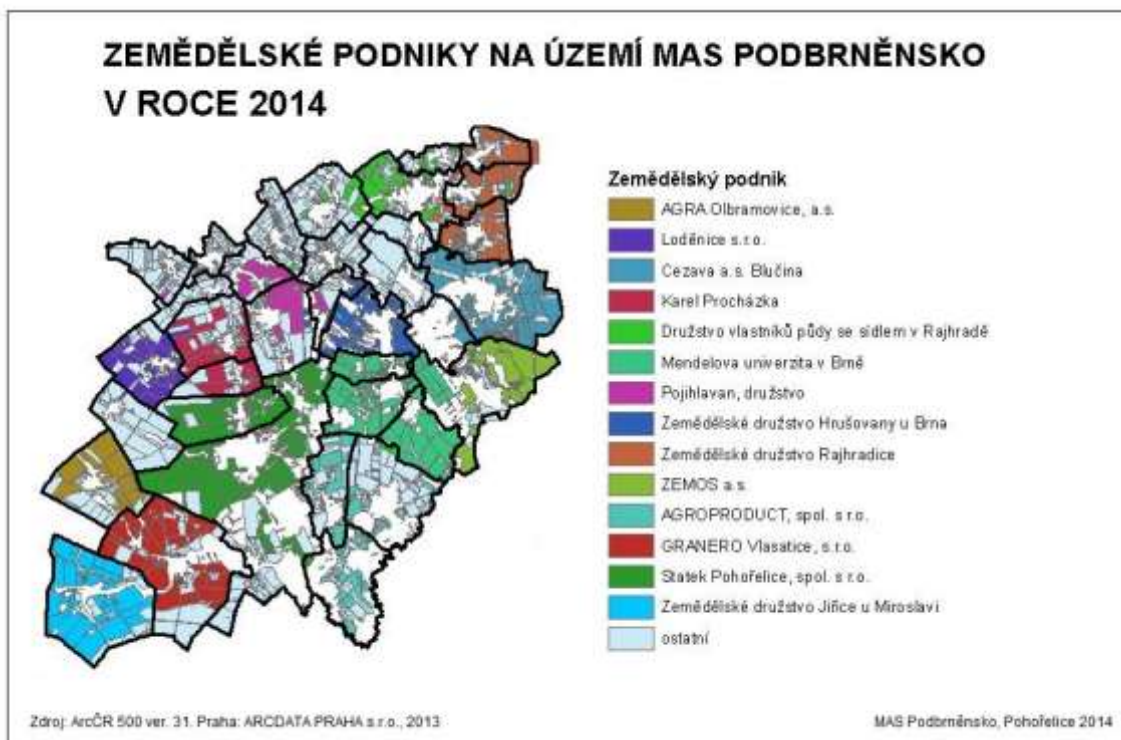 ZEMĚDĚLSKÉ PODNIKY NA ÚZEMÍ MAS PODBRNĚNSKO
V ROCE 2014
Zemědělský podnik
AGRA Olbramovice, a.s.
Loděnice s.r.o.
Cezava a.s. Blučina
Karel Procházka
Družstvo vlastníků půdy se sídlem v Rajhradě
Mendelova univerzita v Brně
Pojihlavan, družstvo
Zemědělské družstvo Hrušovany u Brna
Zemědělské družstvo Rajhradice
ZEMOS a.s.
AGROPRODUCT, spol. s r.o.
GRANERO Vlasatice, s.r.o.
Statek Pohořelice, spol. s r.o.
Zemědělské družstvo Jiřice u Miroslavi
ostatní
Zdroj: ArcČR 500 ver. 31. Praha: ARCDATA PRAHA s.r.o., 2013
MAS Podbrněnsko, Pohořelice 2014